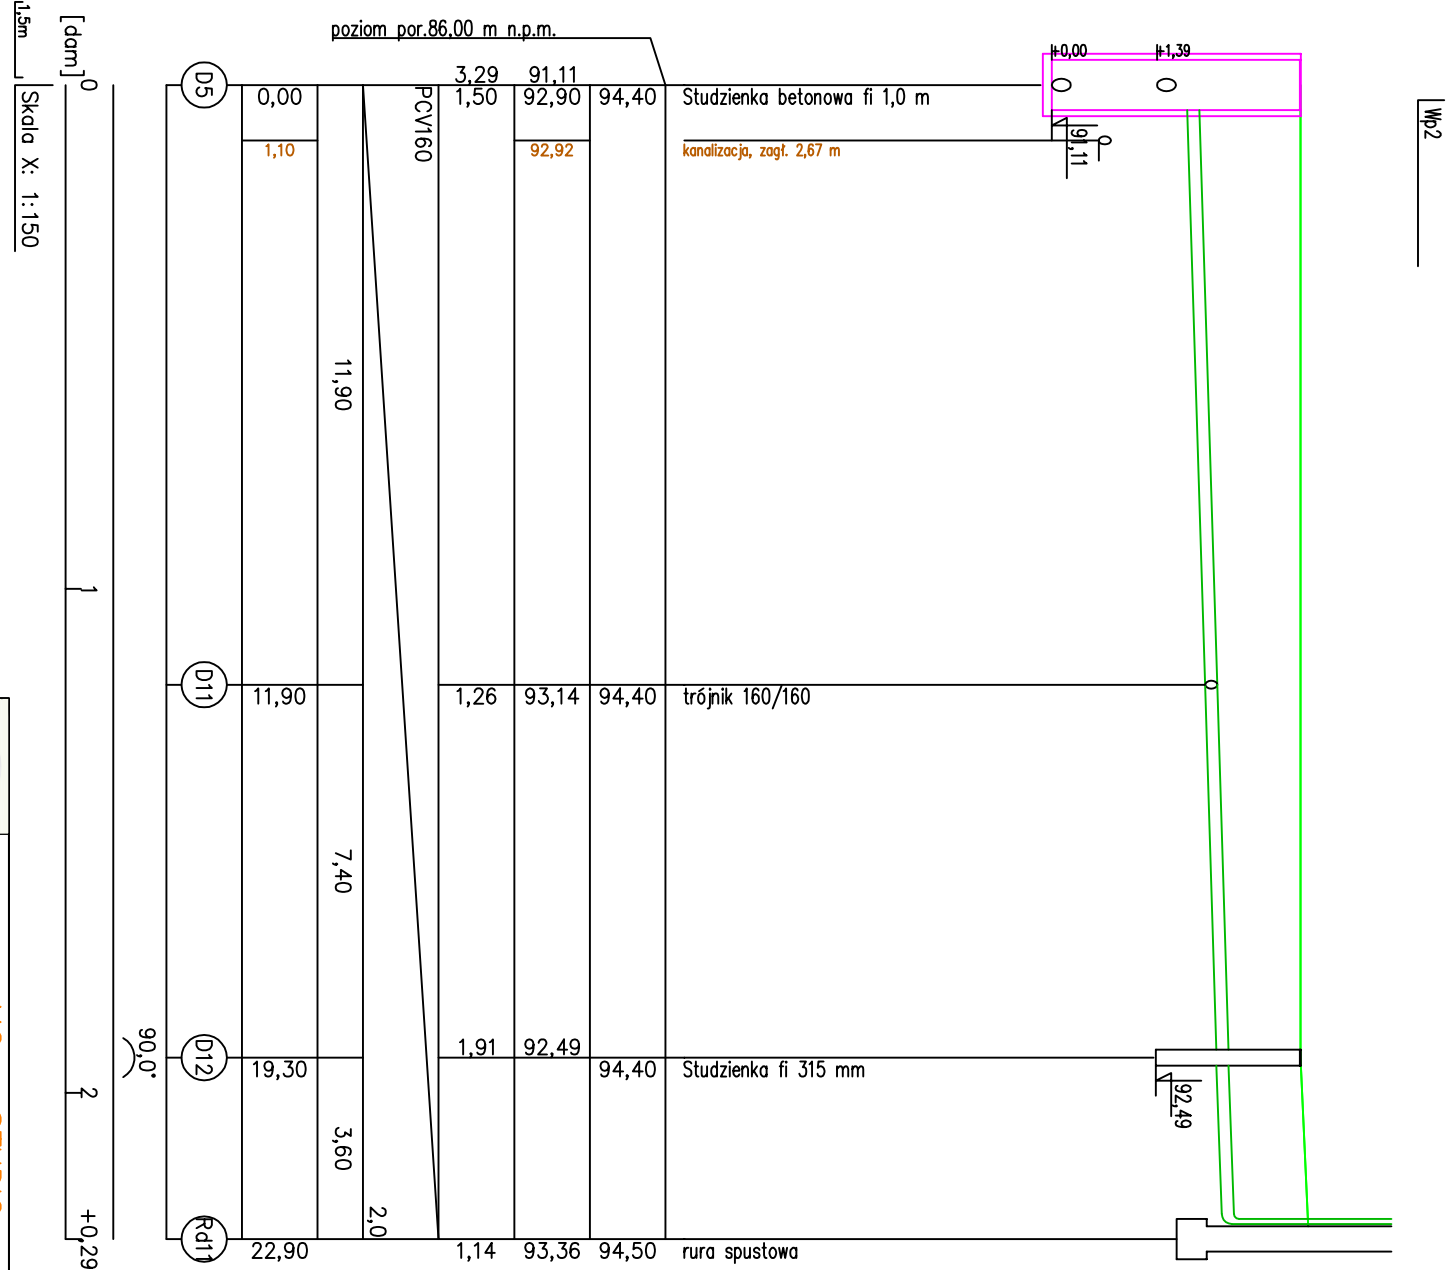 poziom por.86,00 m n.p.m.
1,5m
[dam]
0
Skala X: 1:150
Wp2
+0,00
+1,39
D5
0,00
PCV160
3,29
91,11
1,50
92,90
94,40
Studzienka betonowa fi 1,0 m
91,11
1,10
92,92
kanalizacja, zagł. 2,67 m
11,90
1
D11
11,90
1,26
93,14
94,40
trójnik 160/160
7,40
90,0°
D12
19,30
1,91
92,49
94,40
Studzienka fi 315 mm
92,49
2
3,60
2,0
+0,29
Rd11
22,90
1,14
93,36
94,50
rura spustowa